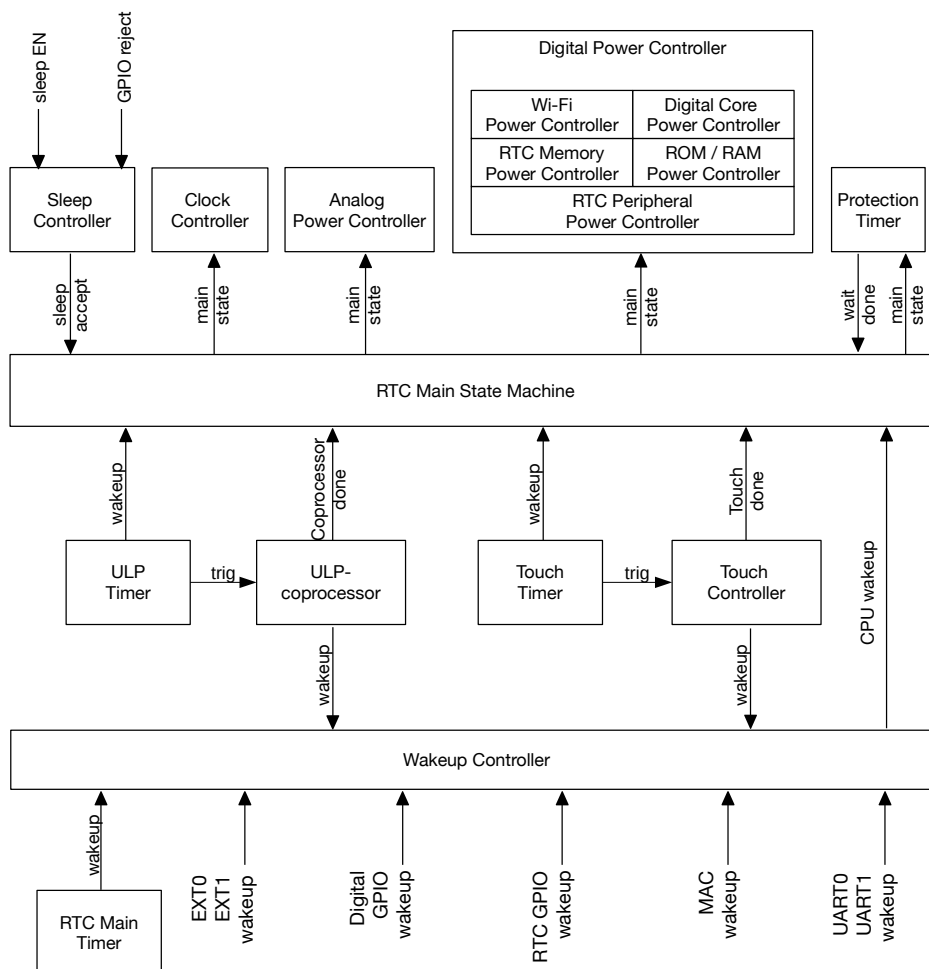 sleep EN
GPIO reject
Digital Power Controller
Wi-Fi
Power Controller
Digital Core
Power Controller
RTC Memory
Power Controller
ROM / RAM
Power Controller
RTC Peripheral
Power Controller
Sleep
Controller
Clock
Controller
Analog
Power Controller
Protection
Timer
sleep
accept
main
state
main
state
main
state
wait
done
main
state
RTC Main State Machine
wakeup
Coprocessor
done
wakeup
Touch
done
CPU wakeup
ULP
Timer
trig
ULP-
coprocessor
Touch
Timer
trig
Touch
Controller
wakeup
wakeup
Wakeup Controller
wakeup
EXT0
EXT1
wakeup
Digital
GPIO
wakeup
RTC GPIO
wakeup
MAC
wakeup
UART0
UART1
wakeup
RTC Main
Timer